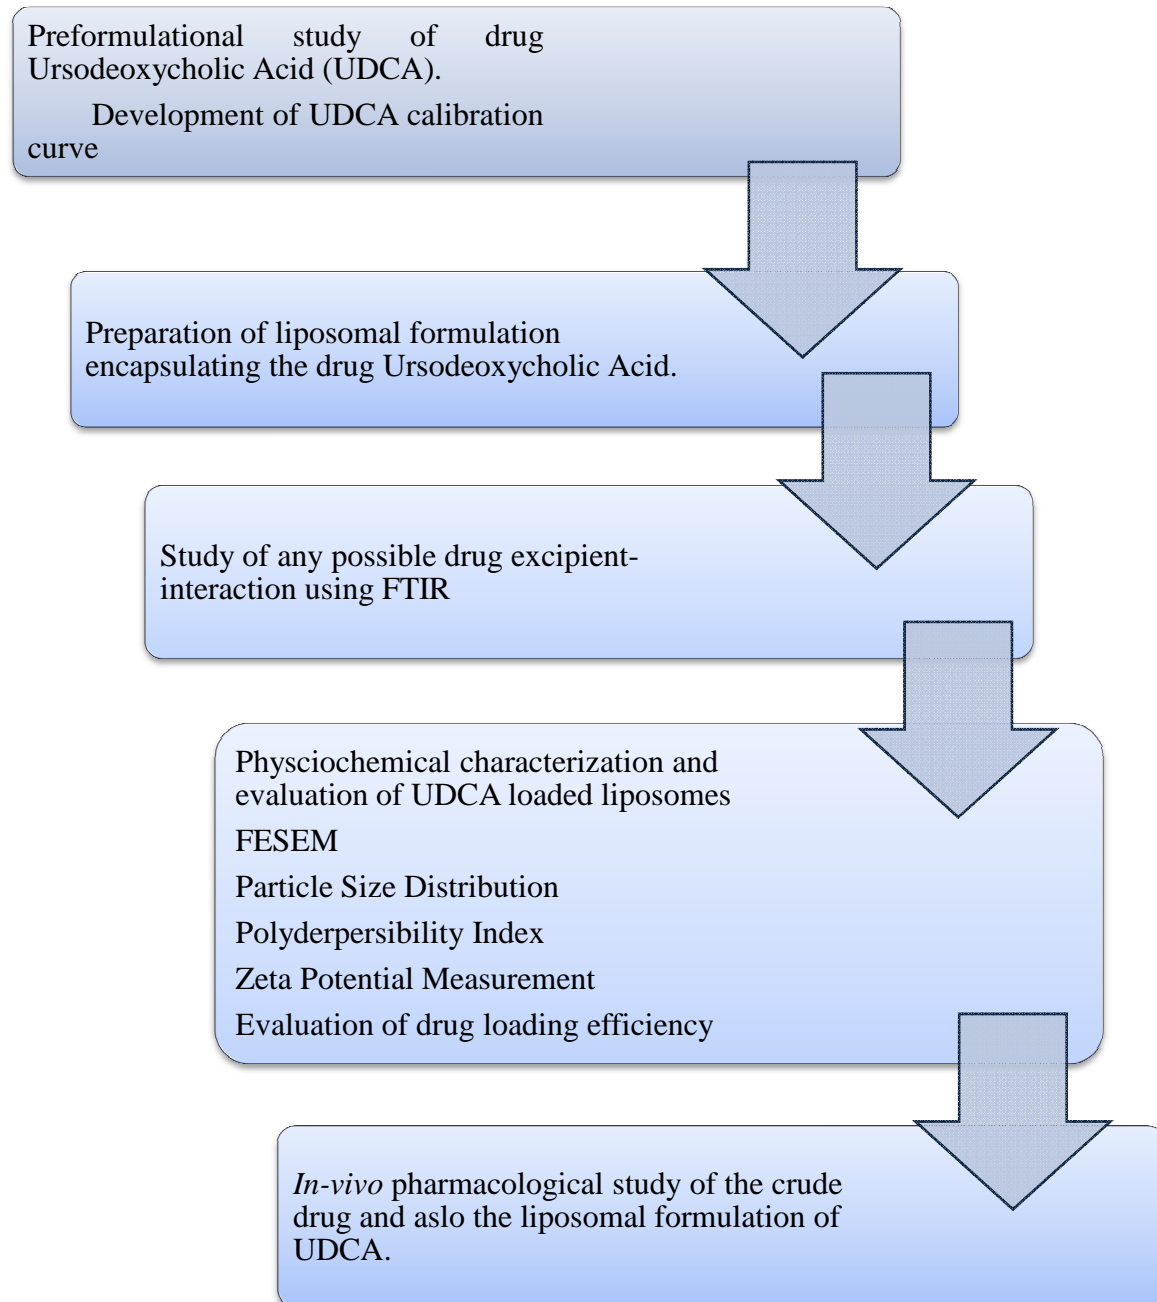 Preformulational study of drug
Ursodeoxycholic Acid (UDCA).
Development of UDCA calibration
curve
Preparation of liposomal formulation
encapsulating the drug Ursodeoxycholic Acid.
Study of any possible drug excipient-
interaction using FTIR
Physciochemical characterization and
evaluation of UDCA loaded liposomes
FESEM
Particle Size Distribution
Polyderpersibility Index
Zeta Potential Measurement
Evaluation of drug loading efficiency
In-vivo pharmacological study of the crude
drug and aslo the liposomal formulation of
UDCA.